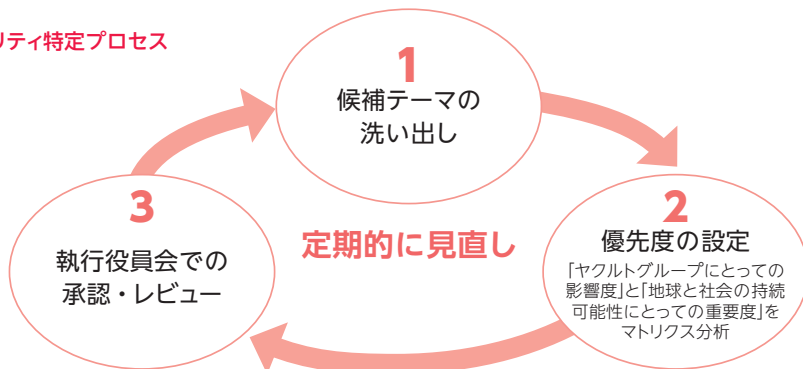 リティ特定プロセス
1
候補テーマの
洗い出し
2
優先度の設定
「ヤクルトグループにとっての
影響度」と「地球と社会の持続
可能性にとっての重要度」を
マトリクス分析
3
執行役員会での
承認・レビュー
定期的に見直し